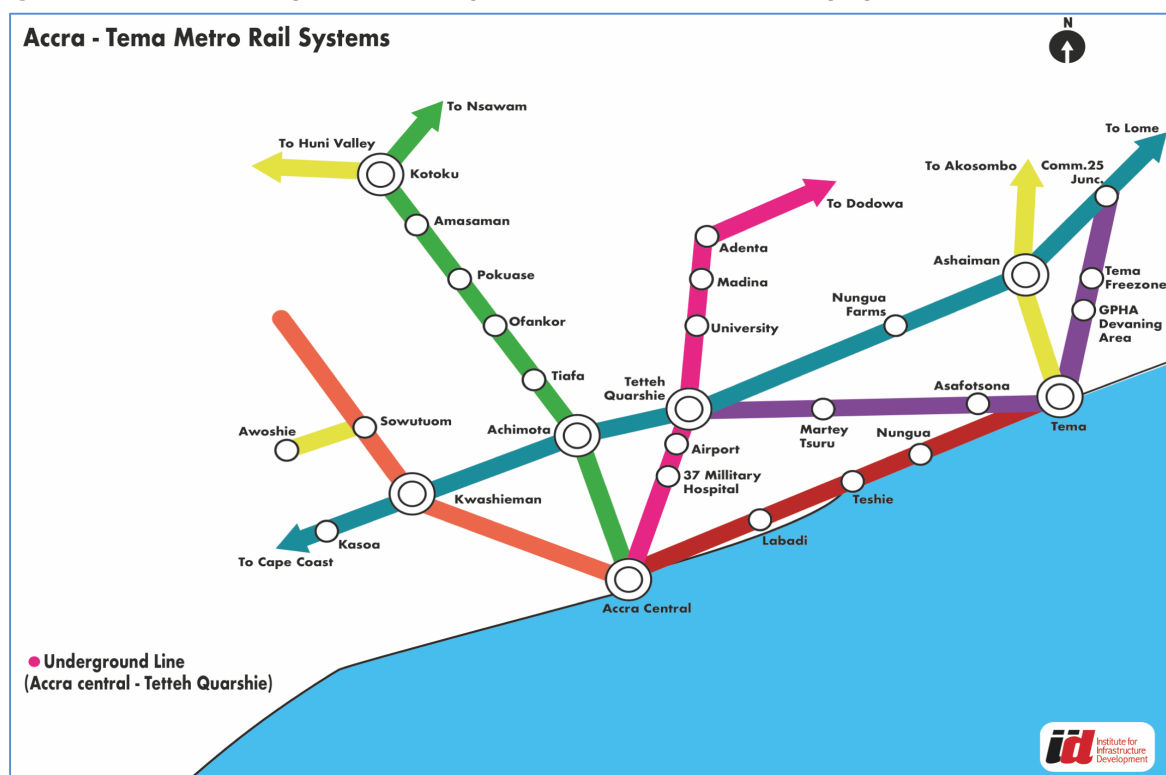 Accra - Tema Metro Rail Systems
N
To Nsawam
To Huni Valley
Kotoku
To Lome
To Akosombo
Comm.25
Junc.
To Dodowa
Amasaman
Adenta
Ashaiman
Pokuase
Madina
Tema
Freezone
Nungua
Farms
GPHA
Devaning
Area
Ofankor
University
Tiafa
Tetteh
Quarshie
Asafotsona
Awoshie
Sowutuom
Achimota
Martey
Tsuru
Nungua
Tema
Airport
37 Millitary
Hospital
Kwashieman
Teshie
Kasoa
Labadi
To Cape Coast
Accra Central
Underground Line
(Accra central - Tetteh Quarshie)
iid
Institute for
Infrastructure
Development